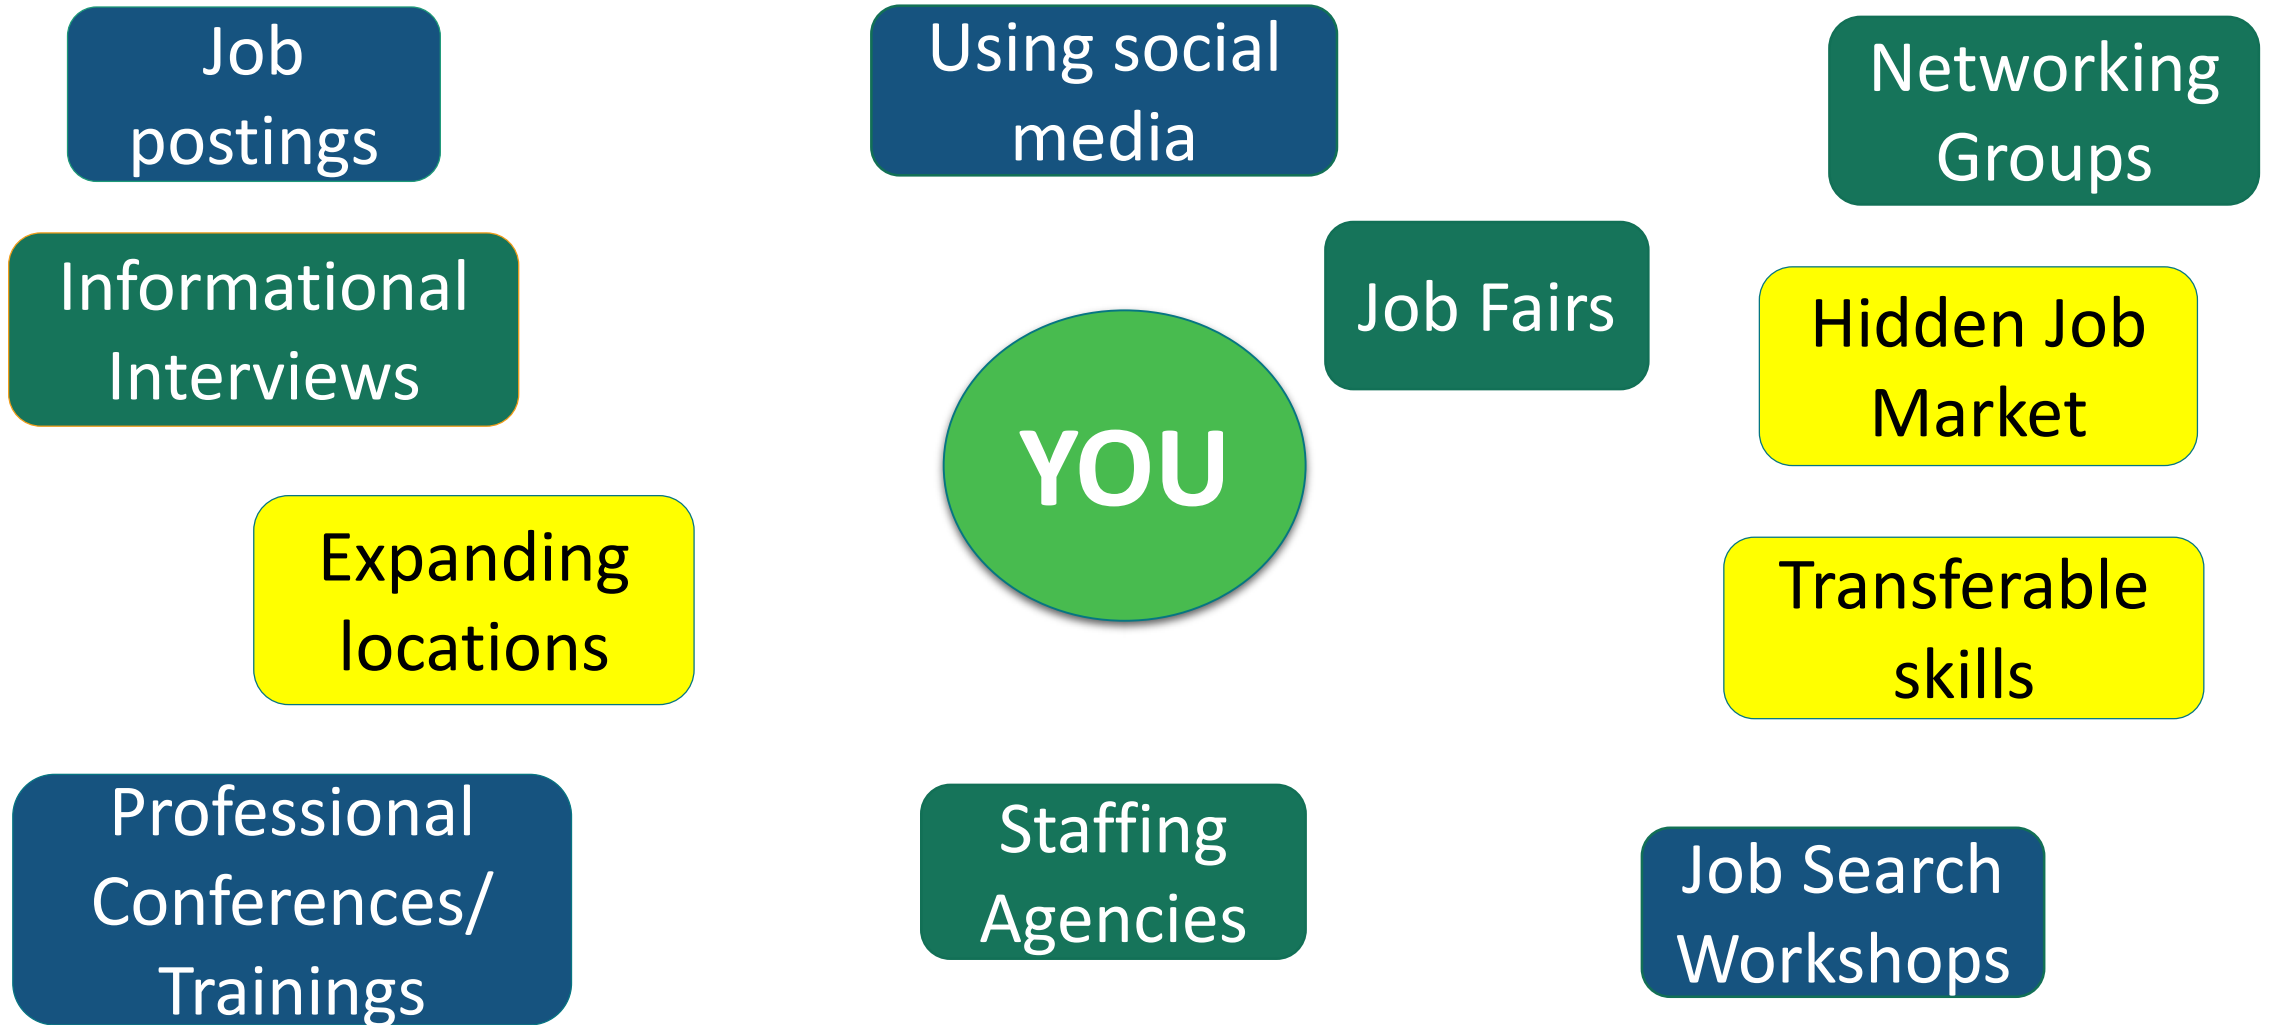 Job
postings
Using social
media
Networking
Groups
Informational
Interviews
Job Fairs
Hidden Job
Market
YOU
Expanding
locations
Transferable
skills
Professional
Conferences/
Trainings
Staffing
Agencies
Job Search
Workshops